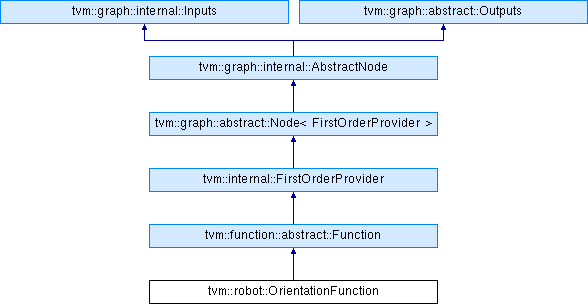 tvm::graph::internal::Inputs
tvm::graph::abstract::Outputs
tvm::graph::internal::AbstractNode
tvm::graph::abstract::Node< FirstOrderProvider >
tvm::internal::FirstOrderProvider
tvm::function::abstract::Function
tvm::robot::OrientationFunction